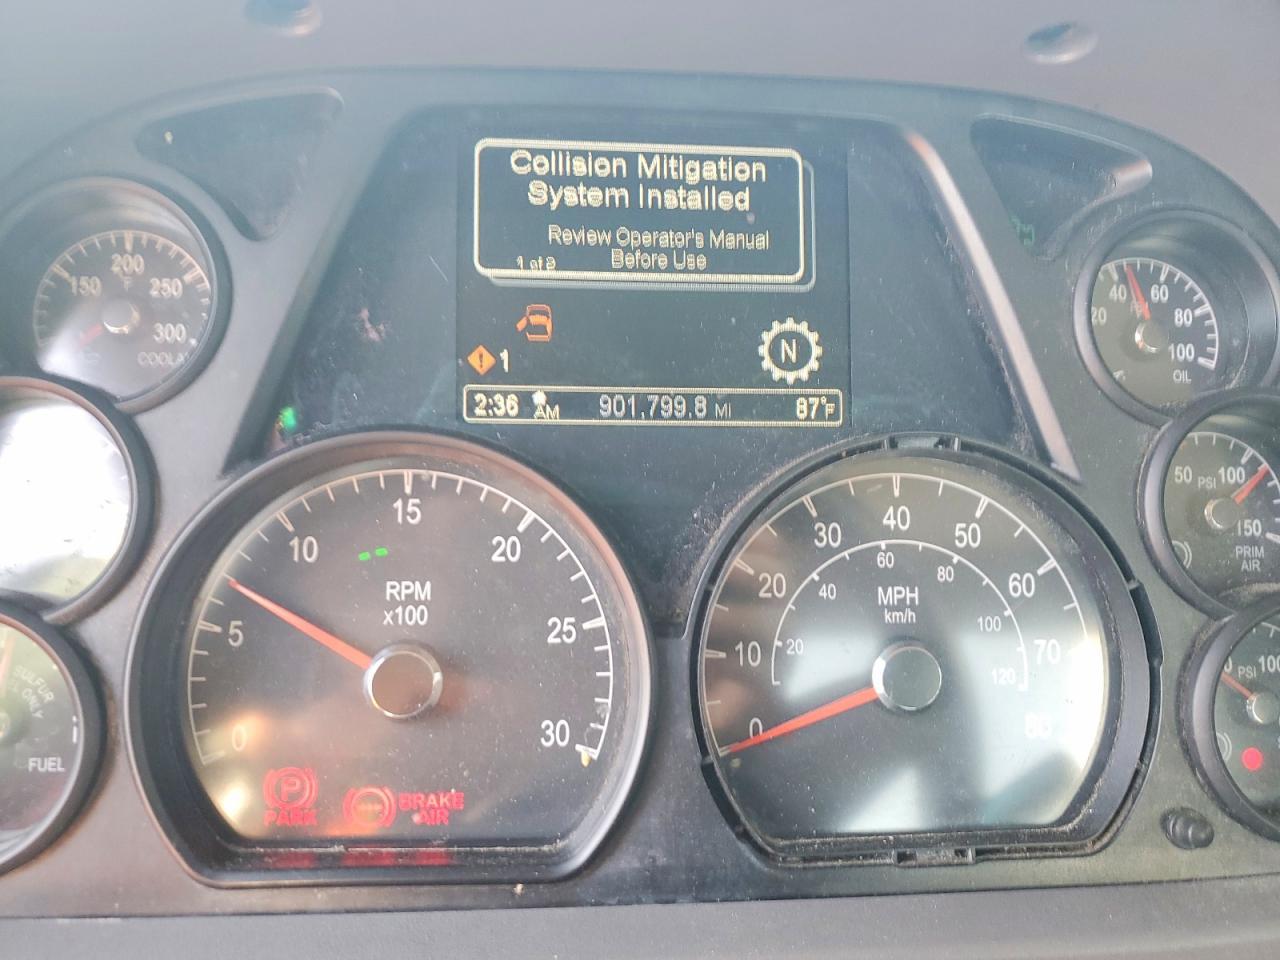 Collision Mitigation
System Installed
Review Operator's Manual
Before Use
1 of 2
1
N
2:36 AM 901,799.8 MI 87°F
150 200 250 300
F
COOLA
40 60
20 80
100
OIL
50 PSI 100
150
PRIM
AIR
PSI 100
SULFUR
ONLY
FUEL
0 5 10 15 20 25 30
RPM
x100
PARK
P
BRAKE
AIR
0 10 20 30 40 50 60 70 80
20 40 60 80 100 120
MPH
km/h